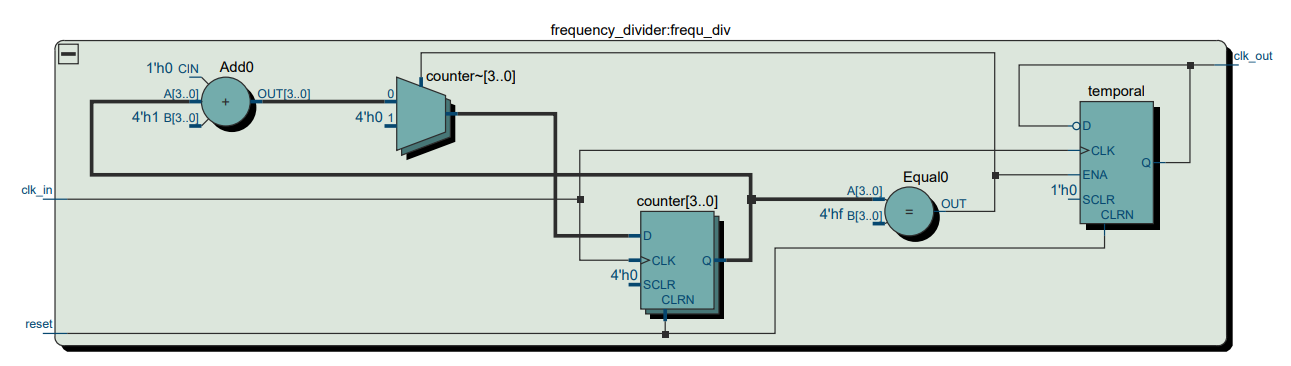 frequency_divider:frequ_div
clk_in
reset
1'h0 CIN
Add0
A[3..0]
+
OUT[3..0]
4'h1 B[3..0]
counter~[3..0]
0
4'h0 1
counter[3..0]
D
CLK
Q
4'h0
SCLR
CLRN
Equal0
A[3..0]
=
OUT
4'hf B[3..0]
temporal
D
CLK
Q
ENA
1'h0
SCLR
CLRN
clk_out